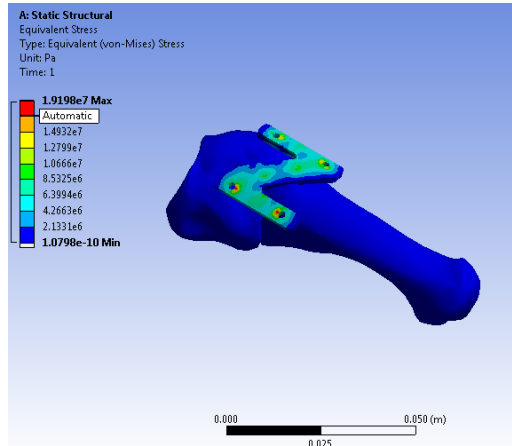 A: Static Structural
Equivalent Stress
Type: Equivalent (von-Mises) Stress
Unit: Pa
Time: 1
1.9198e7 Max
Automatic
1.4932e7
1.2799e7
1.0666e7
8.5325e6
6.3994e6
4.2663e6
2.1331e6
1.0798e-10 Min
0.000
0.050 (m)
0.025